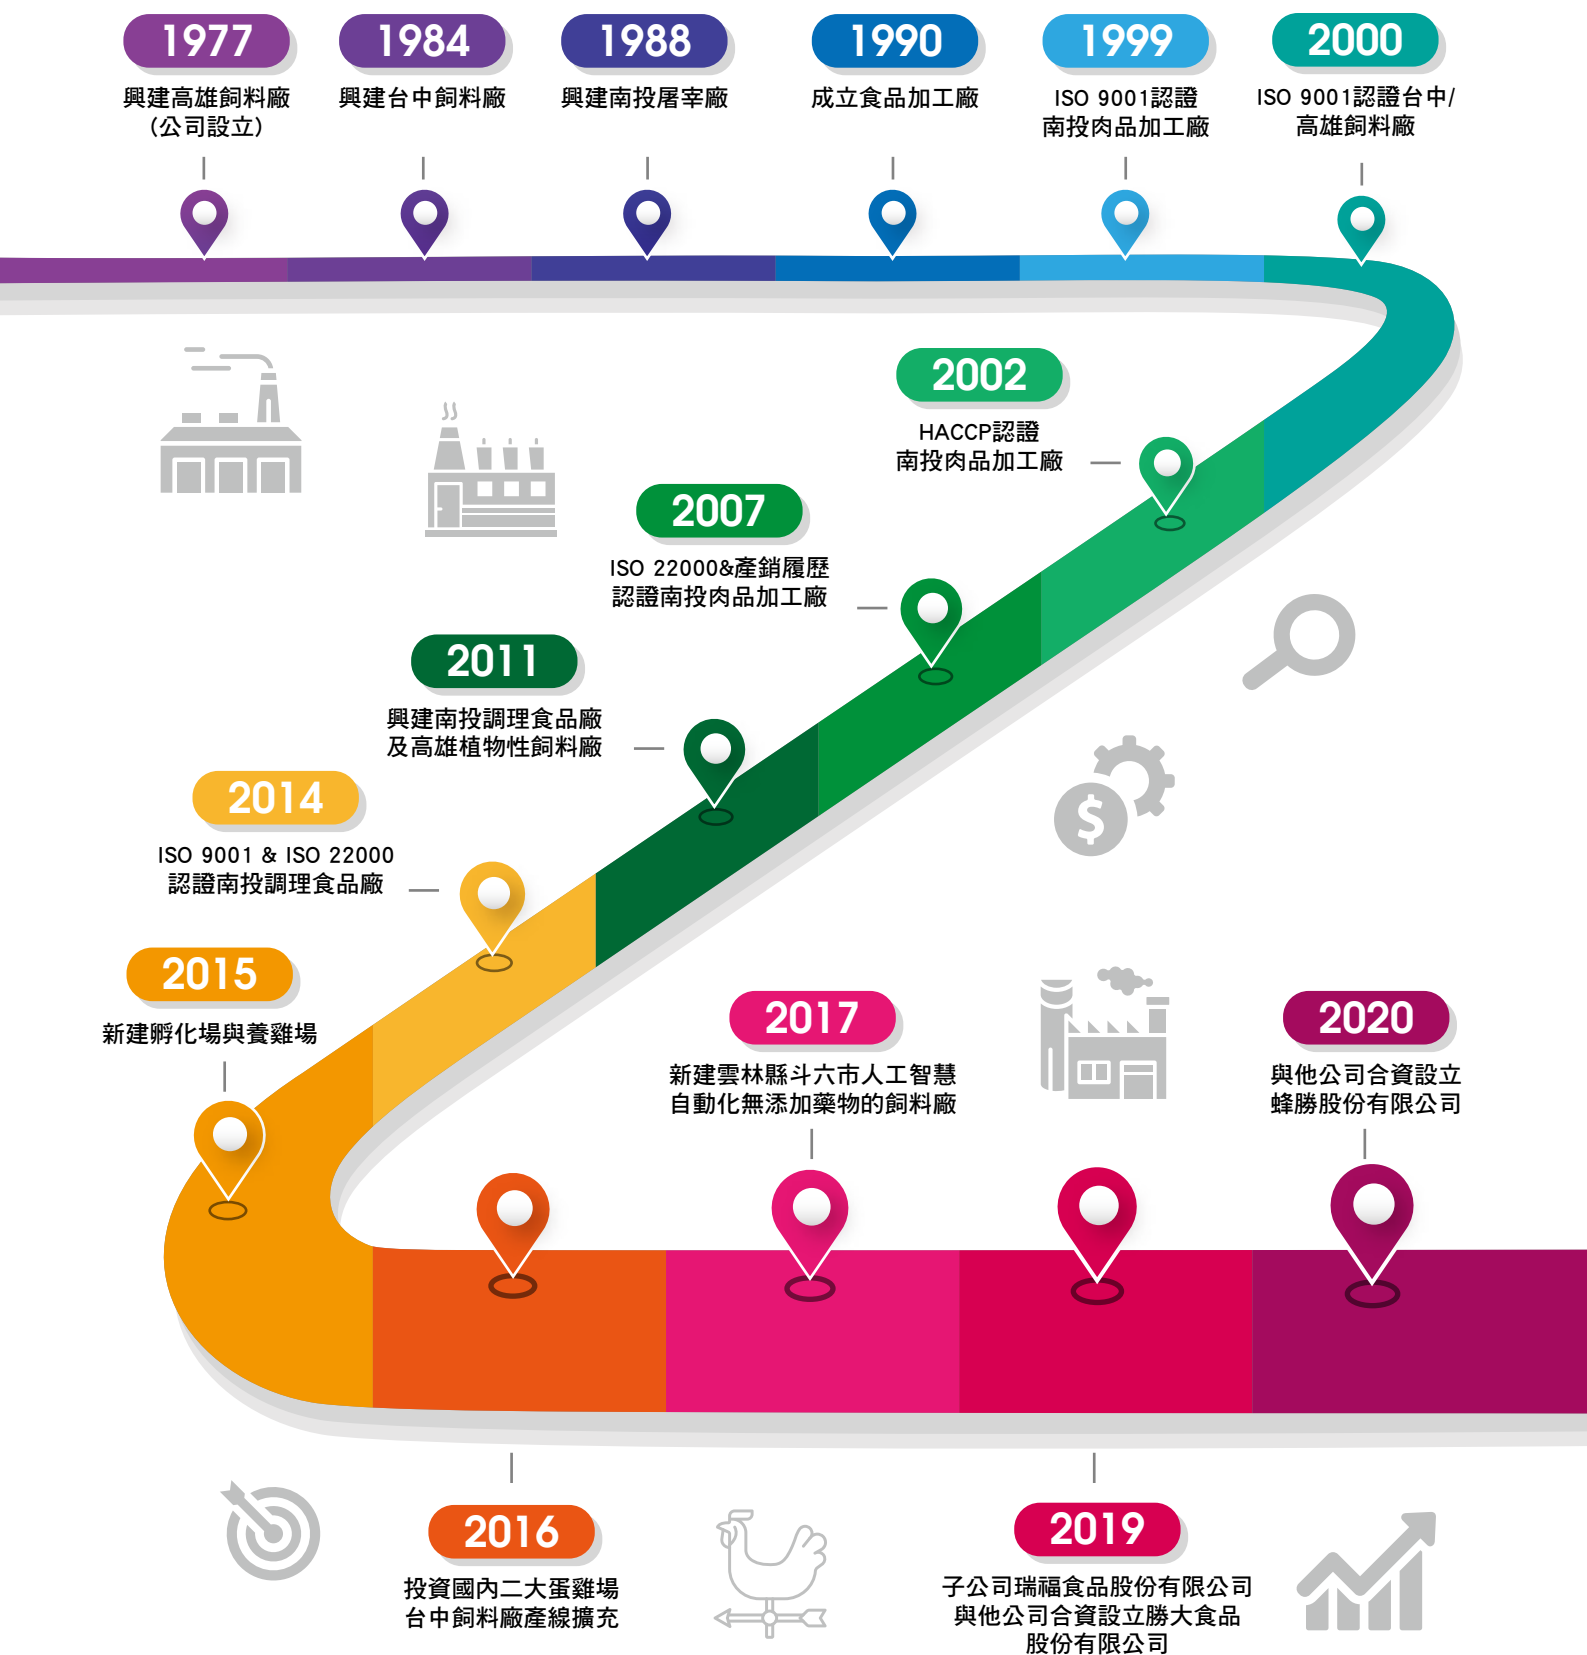 1977
興建高雄飼料廠
(公司設立)
1984
興建台中飼料廠
1988
興建南投屠宰廠
1990
成立食品加工廠
1999
ISO 9001認證
南投肉品加工廠
2000
ISO 9001認證台中/
高雄飼料廠
2002
HACCP認證
南投肉品加工廠
2007
ISO 22000&產銷履歷
認證南投肉品加工廠
2011
興建南投調理食品廠
及高雄植物性飼料廠
2014
ISO 9001 & ISO 22000
認證南投調理食品廠
2015
新建孵化場與養雞場
2016
投資國內二大蛋雞場
台中飼料廠產線擴充
2017
新建雲林縣斗六市人工智慧
自動化無添加藥物的飼料廠
2019
子公司瑞福食品股份有限公司
與他公司合資設立勝大食品
股份有限公司
2020
與他公司合資設立
蜂勝股份有限公司
$